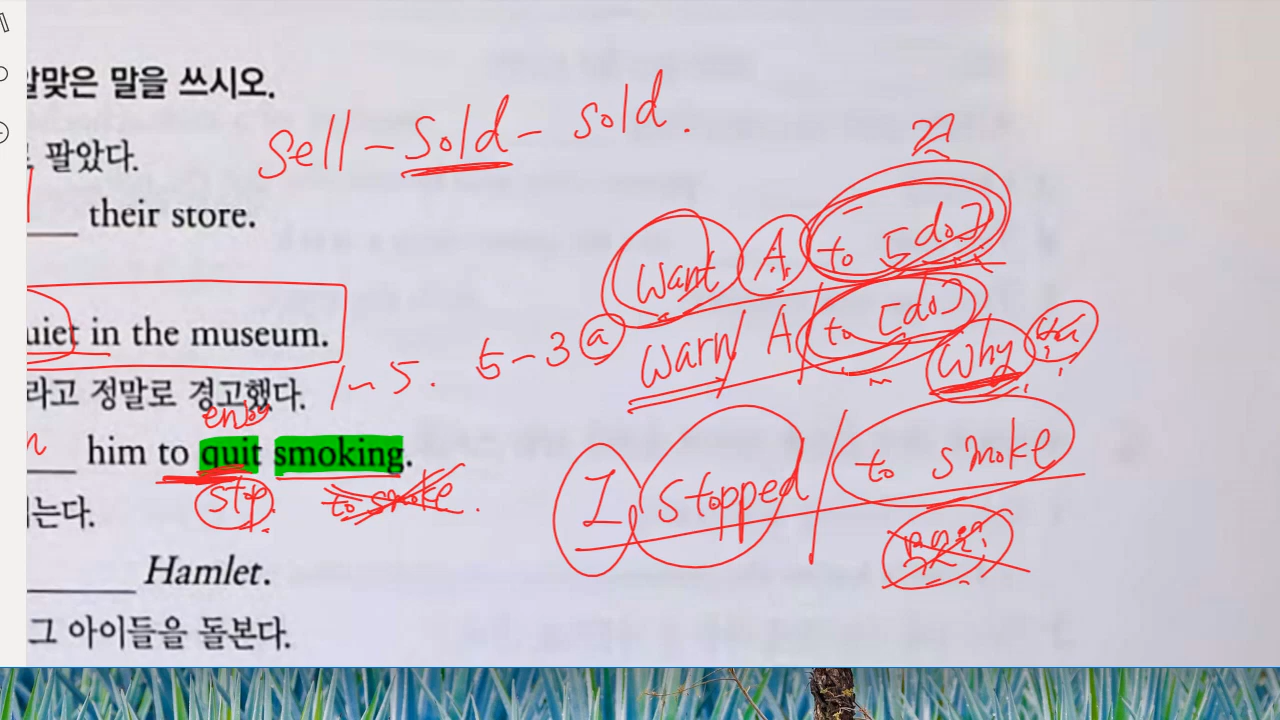 알맞은 말을 쓰시오.
sell - sold - sold.
팔았다.
their store.
want A to [do]
uiet in the museum.
warn A to [do]
1~5. 5-3 ⓐ
why
라고 정말로 경고했다.
enjoy
him to quit smoking.
I stopped to smoke
stop to smoke.
는다.
Hamlet.
그 아이들을 돌본다.